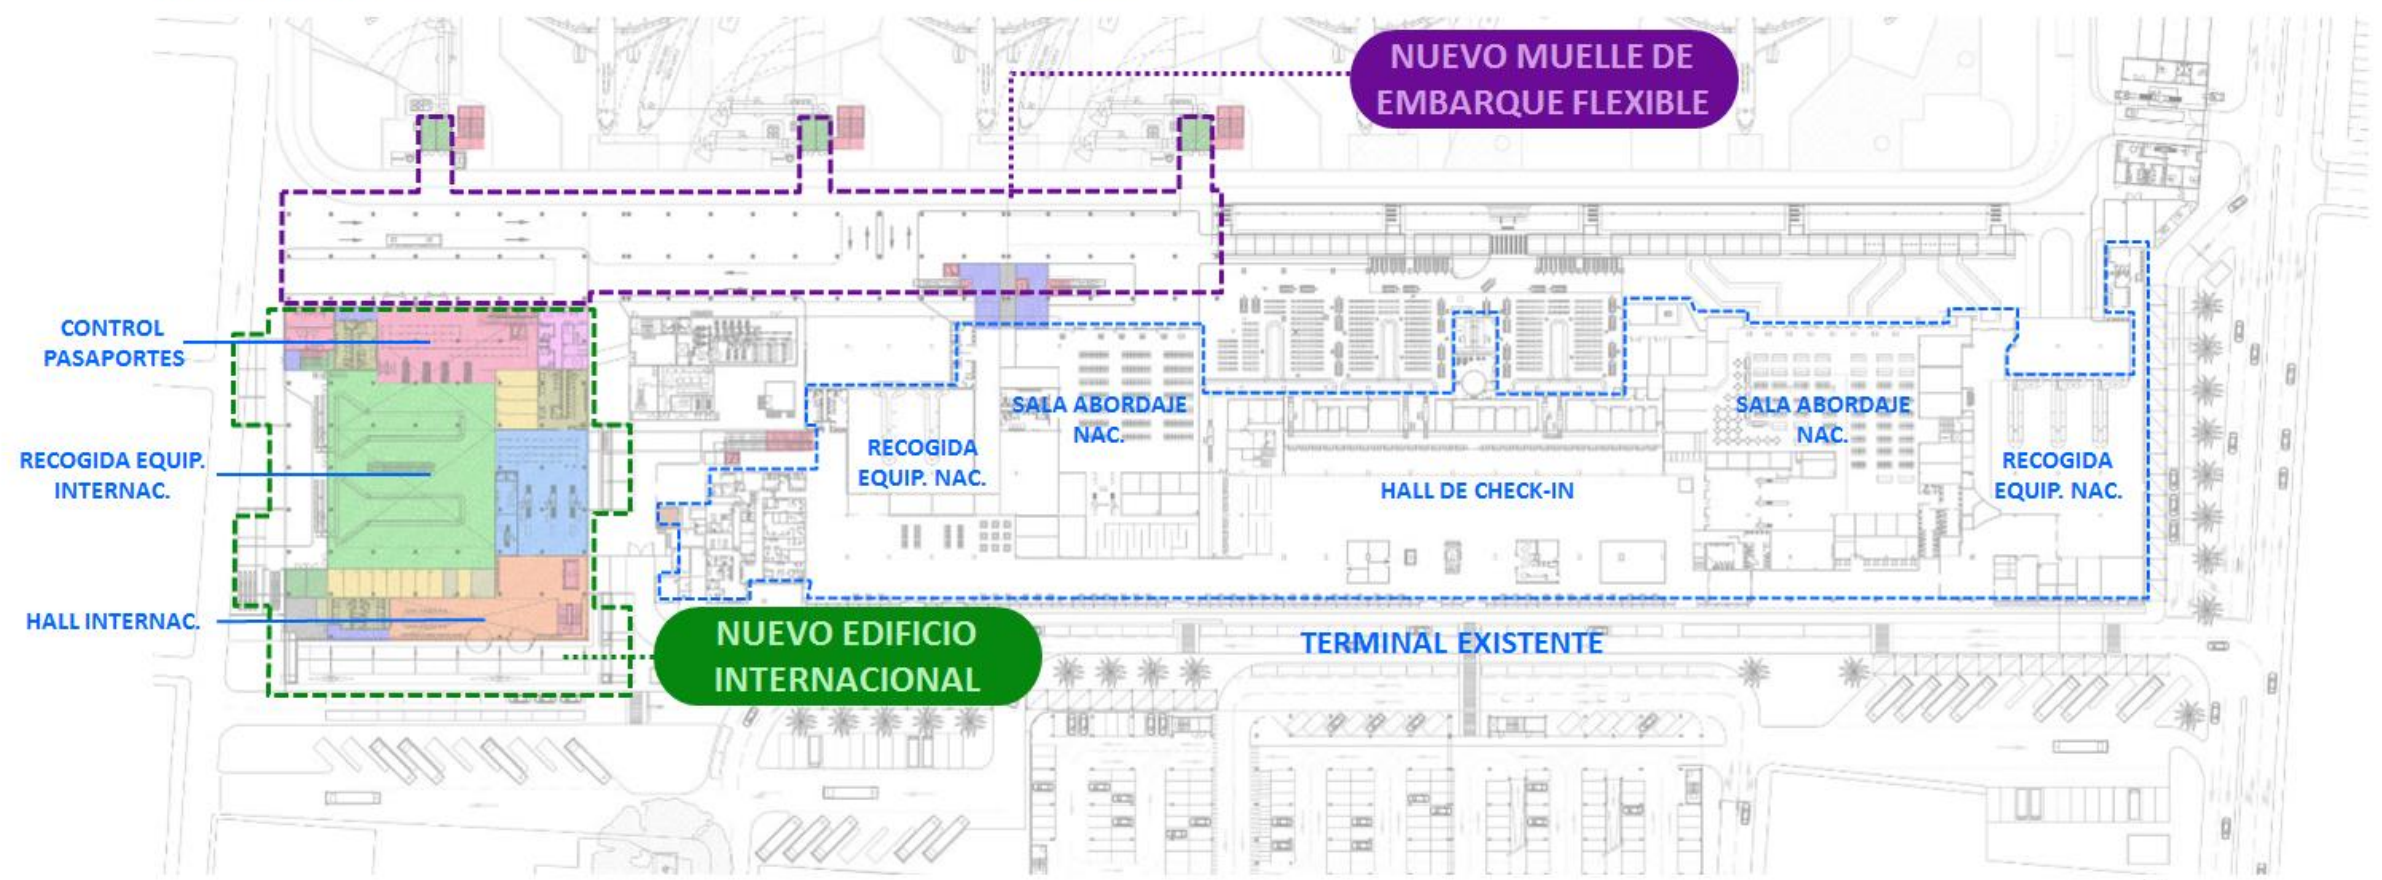 NUEVO MUELLE DE
EMBARQUE FLEXIBLE
CONTROL
PASAPORTES
RECOGIDA EQUIP.
INTERNAC.
HALL INTERNAC.
RECOGIDA
EQUIP. NAC.
SALA ABORDAJE
NAC.
HALL DE CHECK-IN
SALA ABORDAJE
NAC.
RECOGIDA
EQUIP. NAC.
NUEVO EDIFICIO
INTERNACIONAL
TERMINAL EXISTENTE